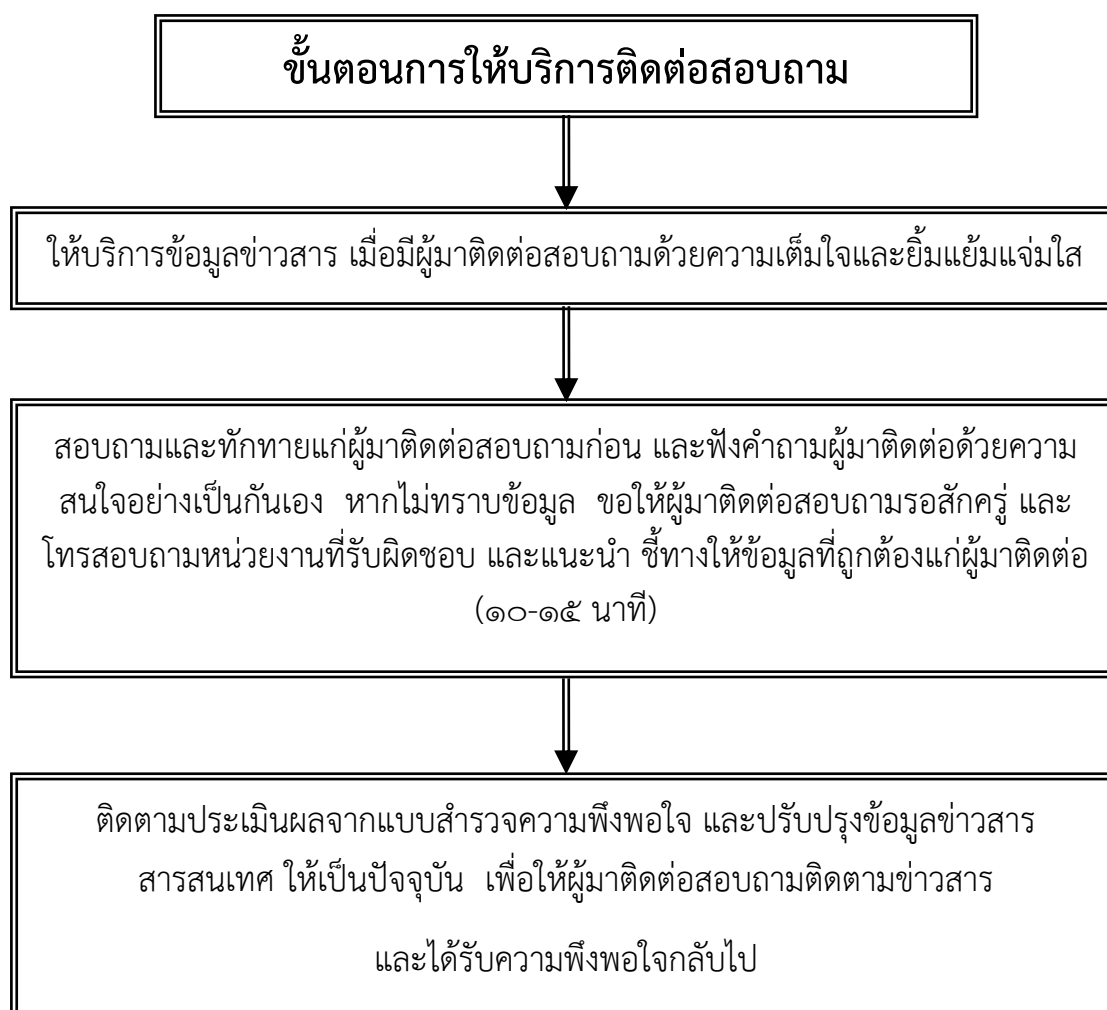 ขั้นตอนการให้บริการติดต่อสอบถาม
ให้บริการข้อมูลข่าวสาร เมื่อมีผู้มาติดต่อสอบถามด้วยความเต็มใจและยิ้มแย้มแจ่มใส
สอบถามและทักทายแก่ผู้มาติดต่อสอบถามก่อน และฟังคำถามผู้มาติดต่อด้วยความ
สนใจอย่างเป็นกันเอง หากไม่ทราบข้อมูล ขอให้ผู้มาติดต่อสอบถามรอสักครู่ และ
โทรสอบถามหน่วยงานที่รับผิดชอบ และแนะนำ ชี้ทางให้ข้อมูลที่ถูกต้องแก่ผู้มาติดต่อ
(๑๐-๑๕ นาที)
ติดตามประเมินผลจากแบบสำรวจความพึงพอใจ และปรับปรุงข้อมูลข่าวสาร
สารสนเทศ ให้เป็นปัจจุบัน เพื่อให้ผู้มาติดต่อสอบถามติดตามข่าวสาร
และได้รับความพึงพอใจกลับไป